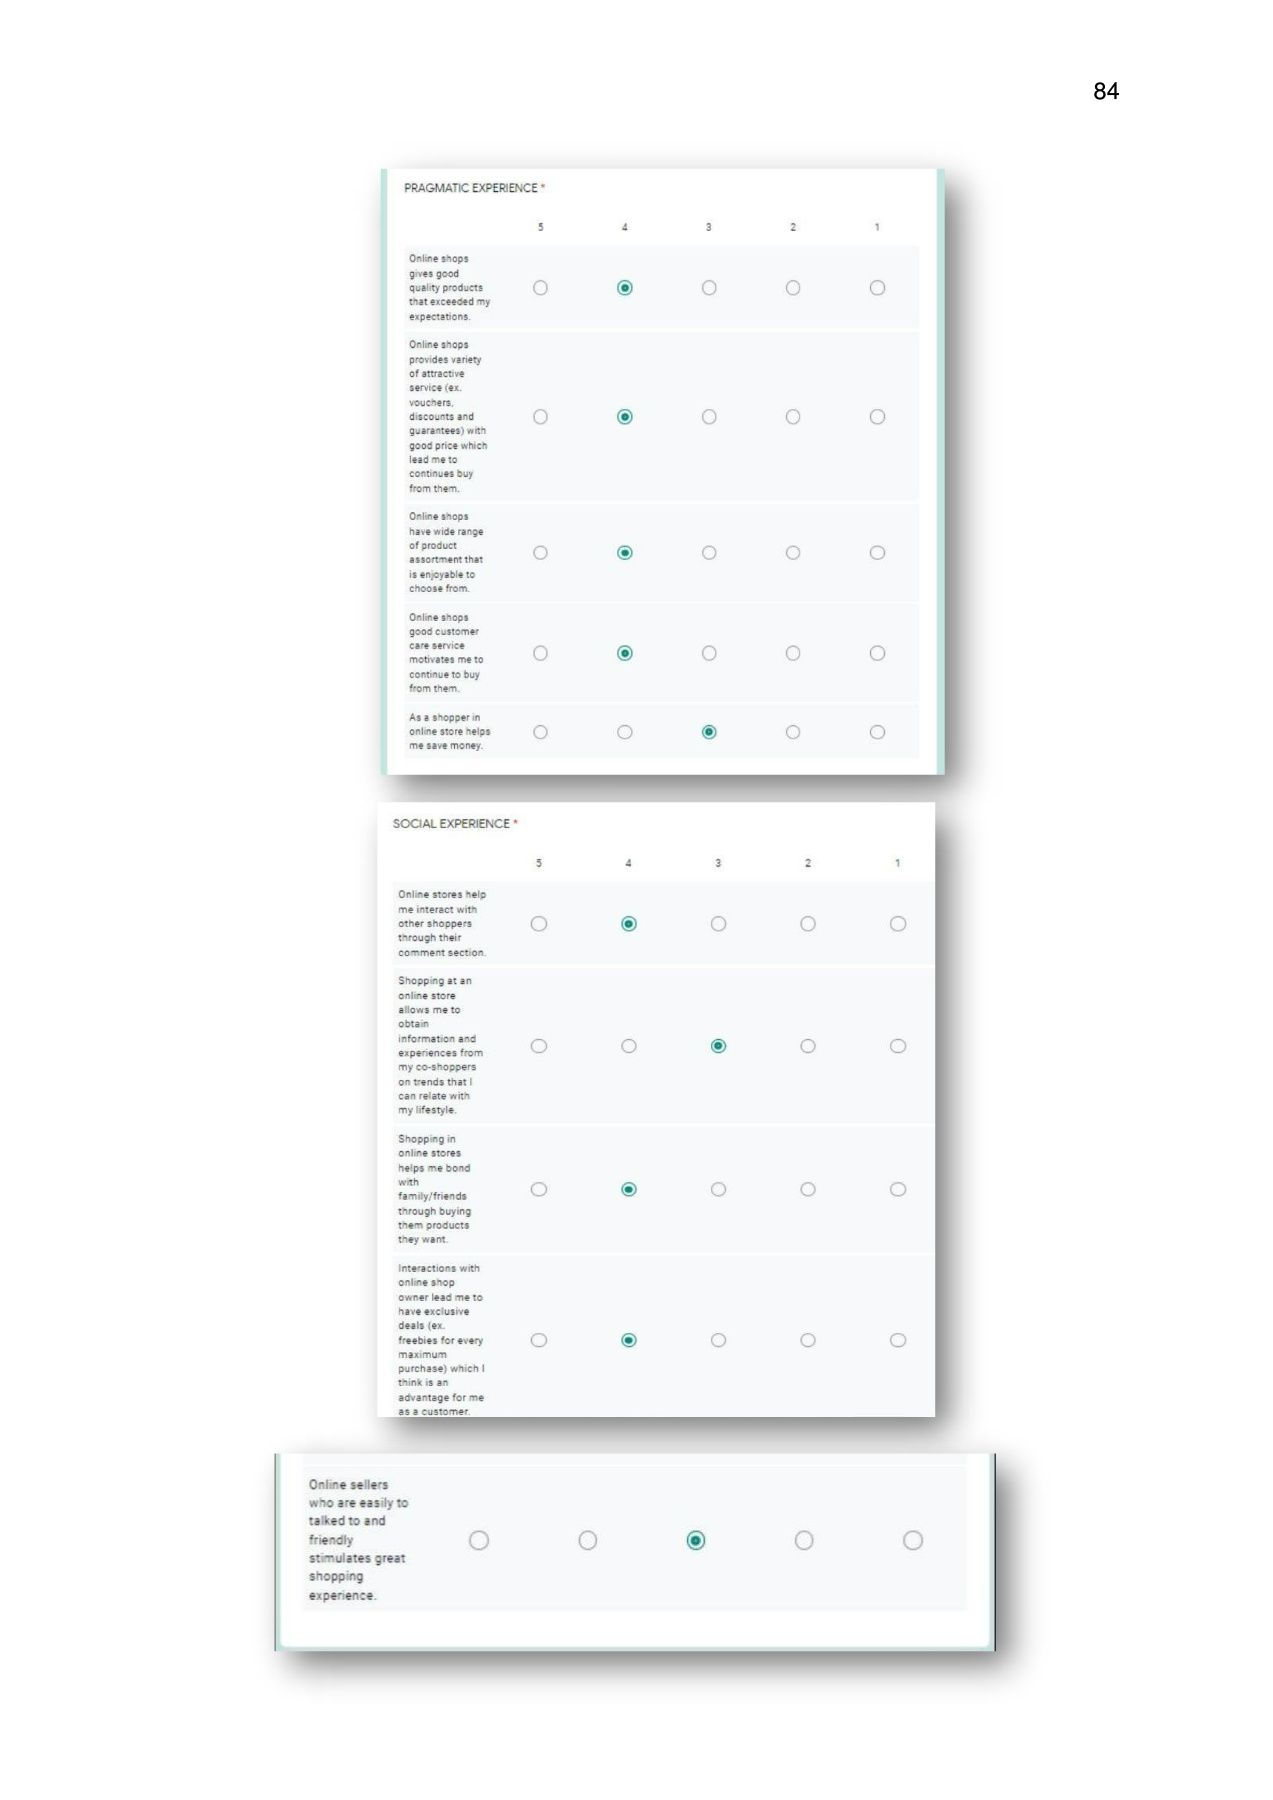 84
PRAGMATIC EXPERIENCE *
5 4 3 2 1
Online shops
gives good
quality products
that exceeded my
expectations.
Online shops
provides variety
of attractive
service (ex.
vouchers,
discounts and
guarantees) with
good price which
lead me to
continues buy
from them.
Online shops
have wide range
of product
assortment that
is enjoyable to
choose from.
Online shops
good customer
care service
motivates me to
continue to buy
from them.
As a shopper in
online store helps
me save money.
SOCIAL EXPERIENCE *
5 4 3 2 1
Online stores help
me interact with
other shoppers
through their
comment section.
Shopping at an
online store
allows me to
obtain
information and
experiences from
my co-shoppers
on trends that I
can relate with
my lifestyle.
Shopping in
online stores
helps me bond
with
family/friends
through buying
them products
they want.
Interactions with
online shop
owner lead me to
have exclusive
deals (ex.
freebies for every
maximum
purchase) which I
think is an
advantage for me
as a customer.
Online sellers
who are easily to
talked to and
friendly
stimulates great
shopping
experience.